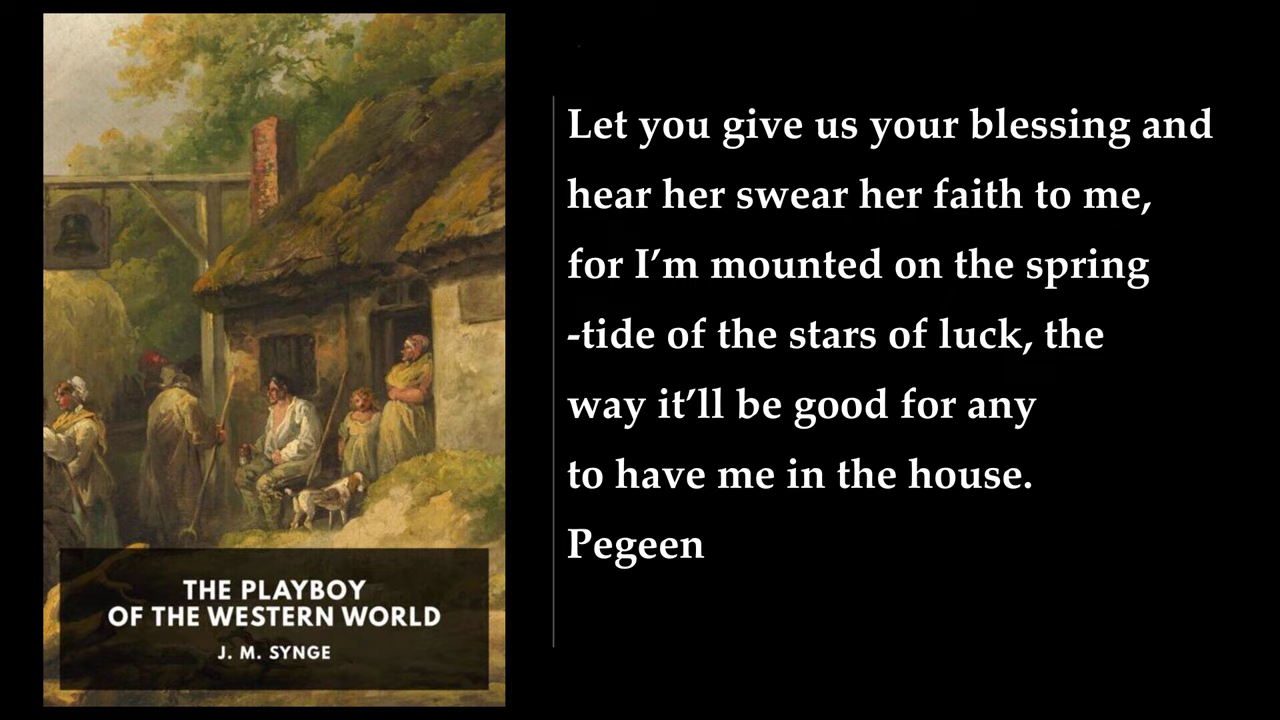 Let you give us your blessing and
hear her swear her faith to me,
for I’m mounted on the spring
-tide of the stars of luck, the
way it’ll be good for any
to have me in the house.
Pegeen
THE PLAYBOY
OF THE WESTERN WORLD
J. M. SYNGE